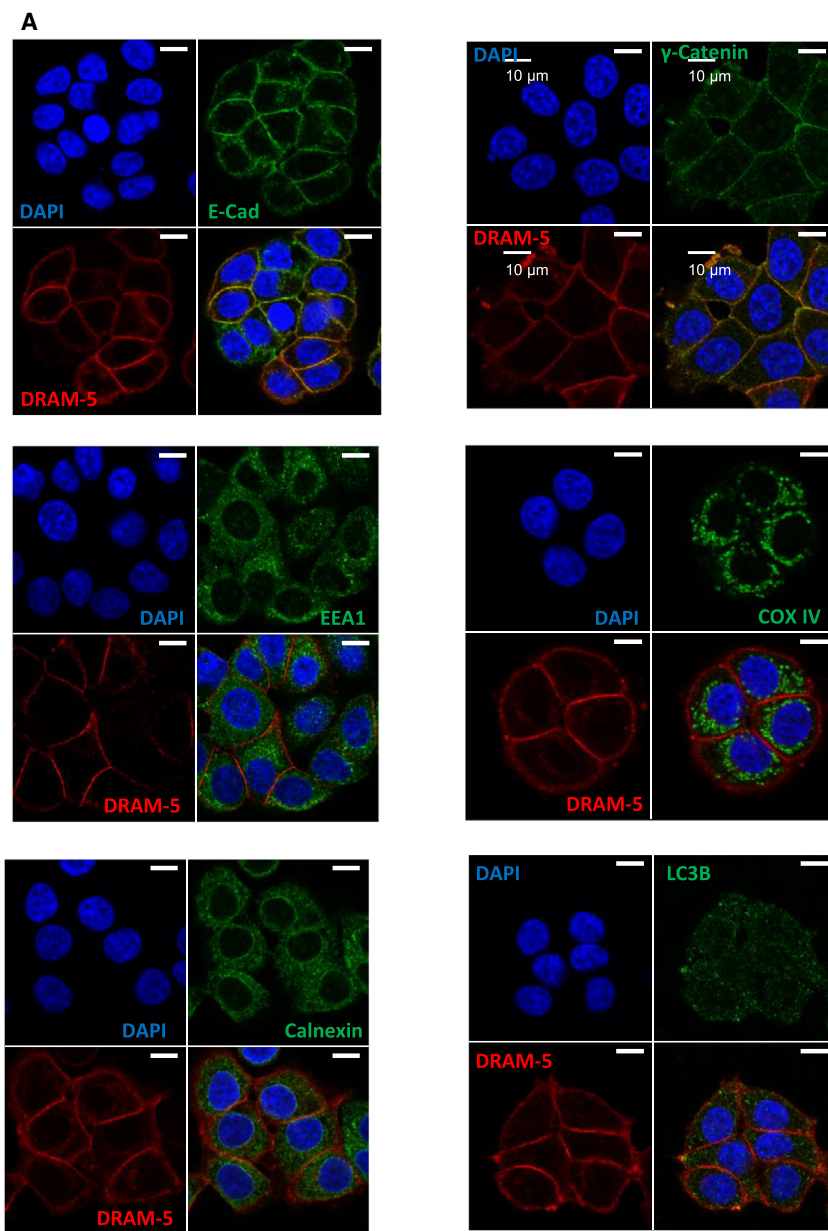 A
DAPI
E-Cad
DRAM-5
DAPI
10 µm
γ-Catenin
10 µm
DRAM-5
10 µm
10 µm
DAPI
EEA1
DRAM-5
DAPI
COX IV
DRAM-5
DAPI
Calnexin
DRAM-5
DAPI
LC3B
DRAM-5